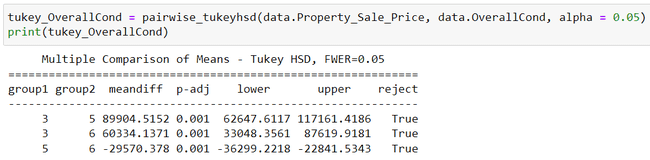 tukey_OverallCond = pairwise_tukeyhsd(data.Property_Sale_Price, data.OverallCond, alpha = 0.05)
print(tukey_OverallCond)
Multiple Comparison of Means - Tukey HSD, FWER=0.05
==============================================================
group1 group2 meandiff p-adj lower upper reject
--------------------------------------------------------------
3 5 89904.5152 0.001 62647.6117 117161.4186 True
3 6 60334.1371 0.001 33048.3561 87619.9181 True
5 6 -29570.378 0.001 -36299.2218 -22841.5343 True